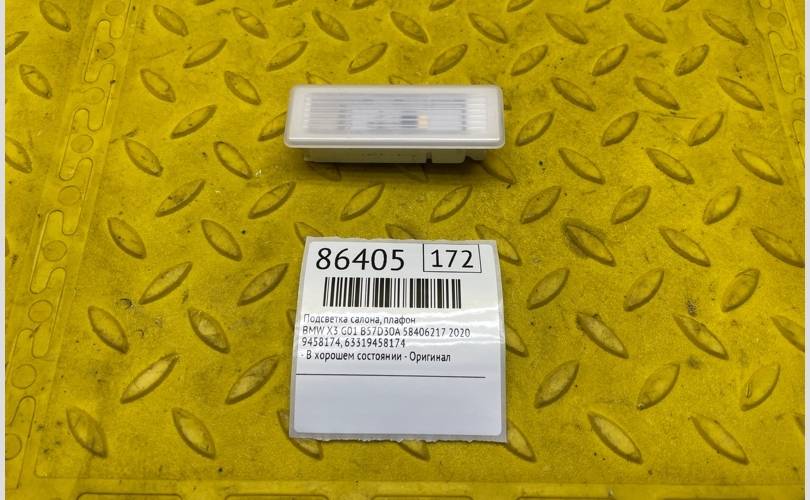 86405 172
Подсветка салона, плафон
BMW X3 G01 B57D30A 58406217 2020
9458174, 63319458174
- В хорошем состоянии - Оригинал